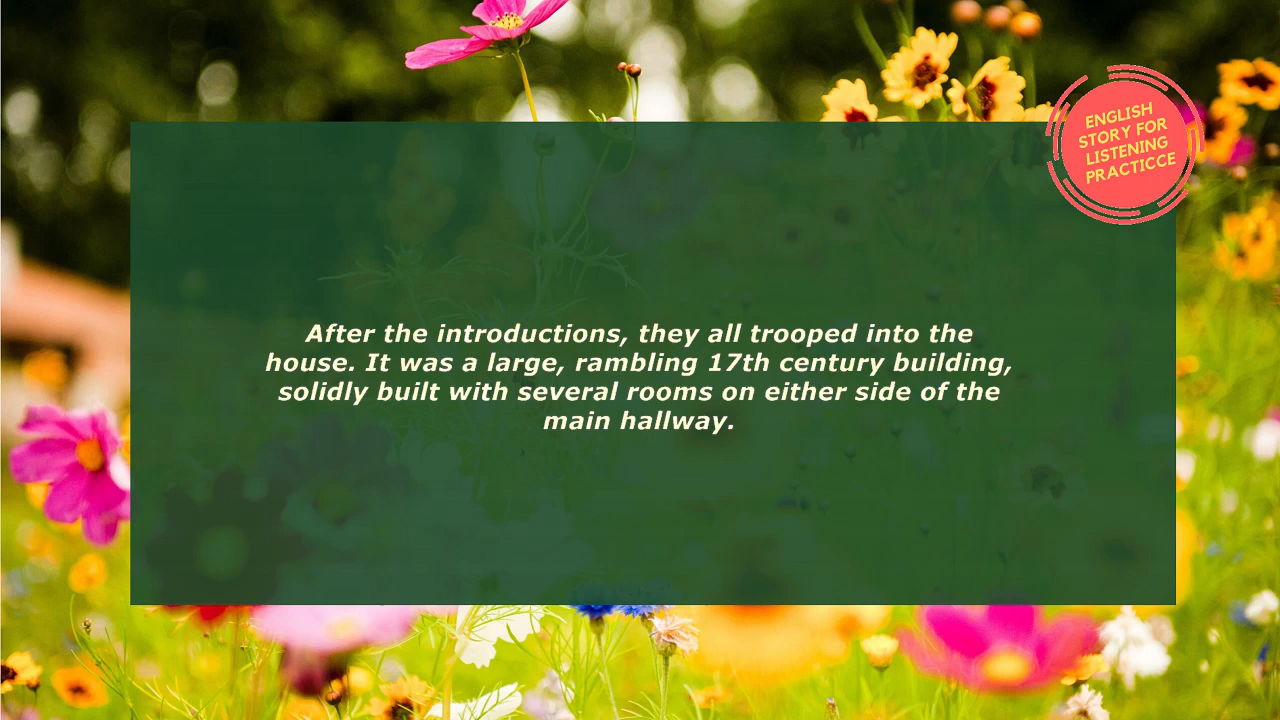 ENGLISH
STORY FOR
LISTENING
PRACTICCE
After the introductions, they all trooped into the
house. It was a large, rambling 17th century building,
solidly built with several rooms on either side of the
main hallway.